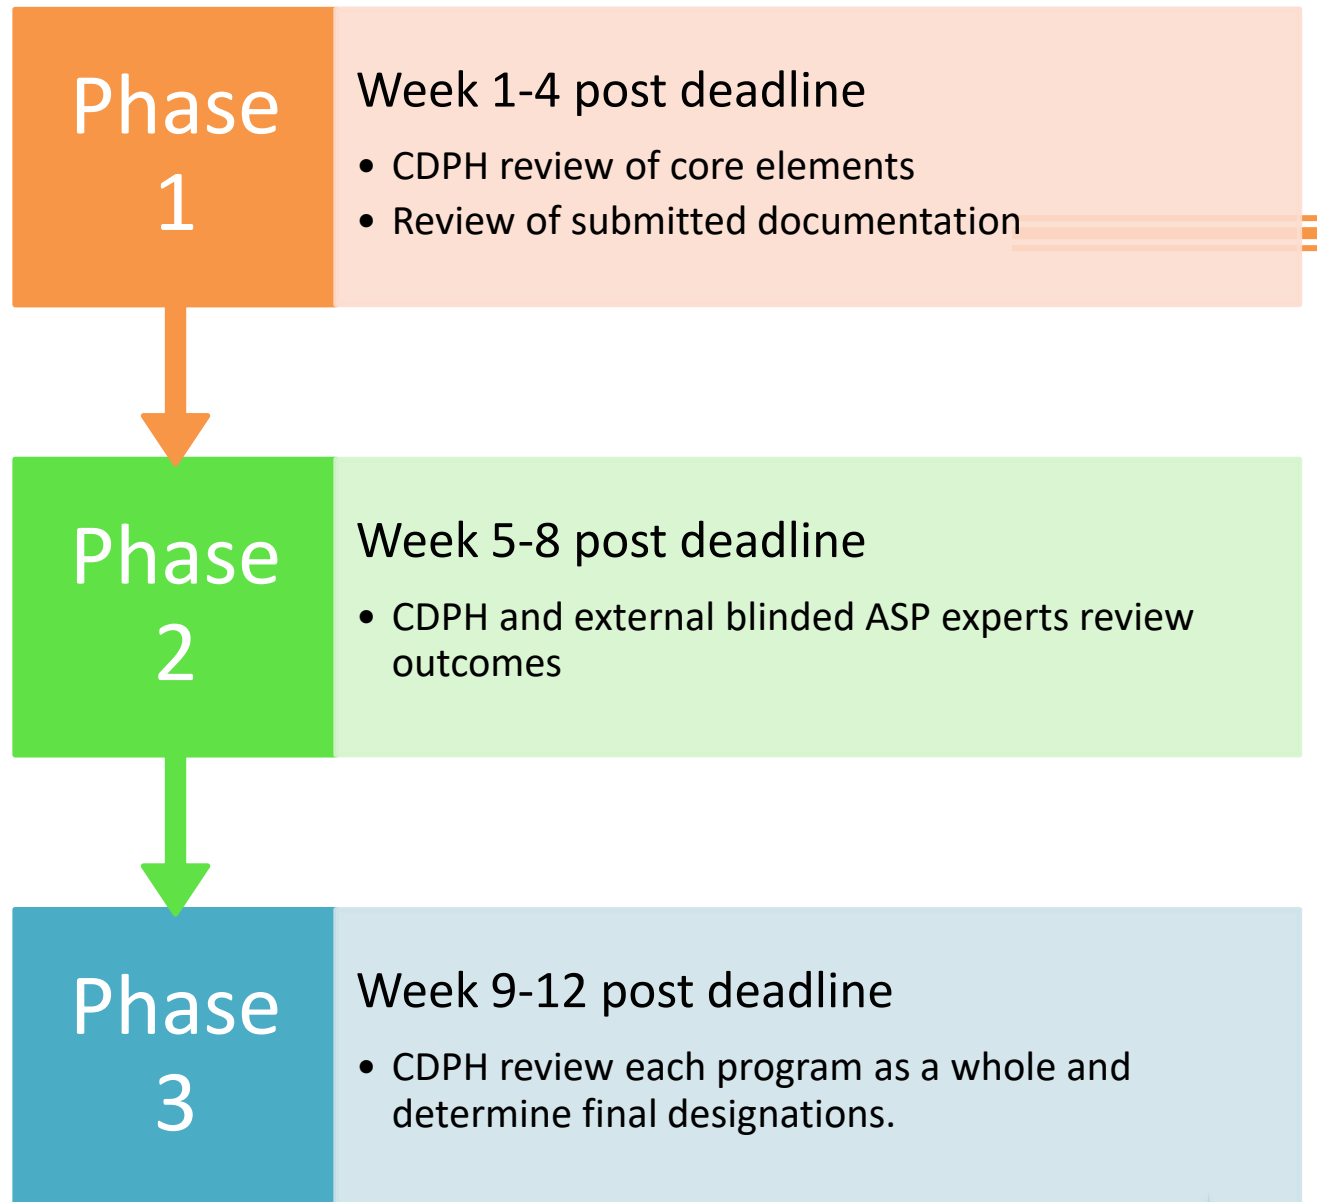 Phase
1
Week 1-4 post deadline
• CDPH review of core elements
• Review of submitted documentation
Phase
2
Week 5-8 post deadline
• CDPH and external blinded ASP experts review
outcomes
Phase
3
Week 9-12 post deadline
• CDPH review each program as a whole and
determine final designations.